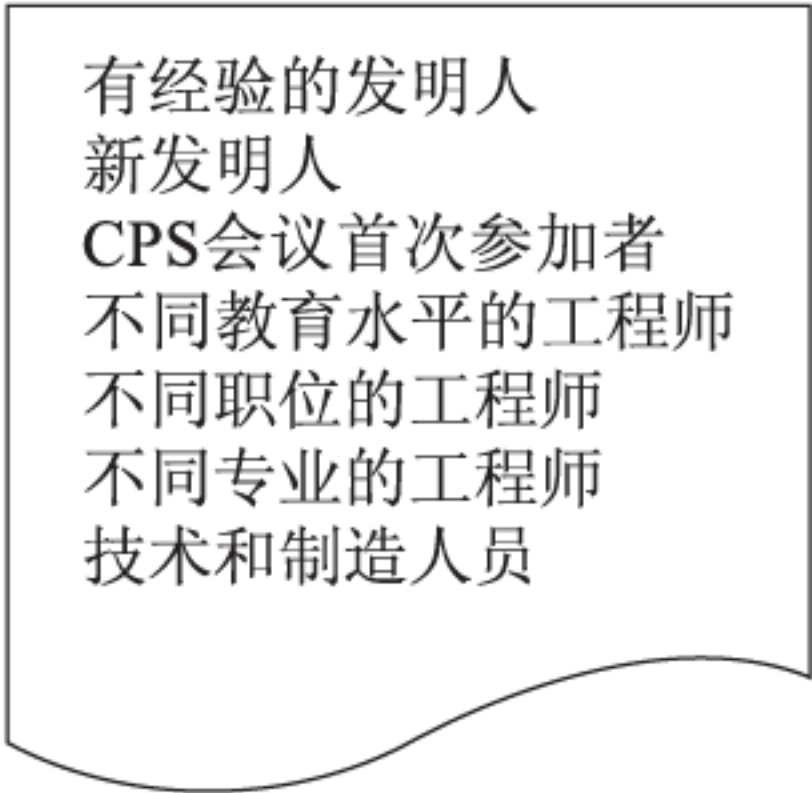 有经验的发明人
新发明人
CPS会议首次参加者
不同教育水平的工程师
不同职位的工程师
不同专业的工程师
技术和制造人员